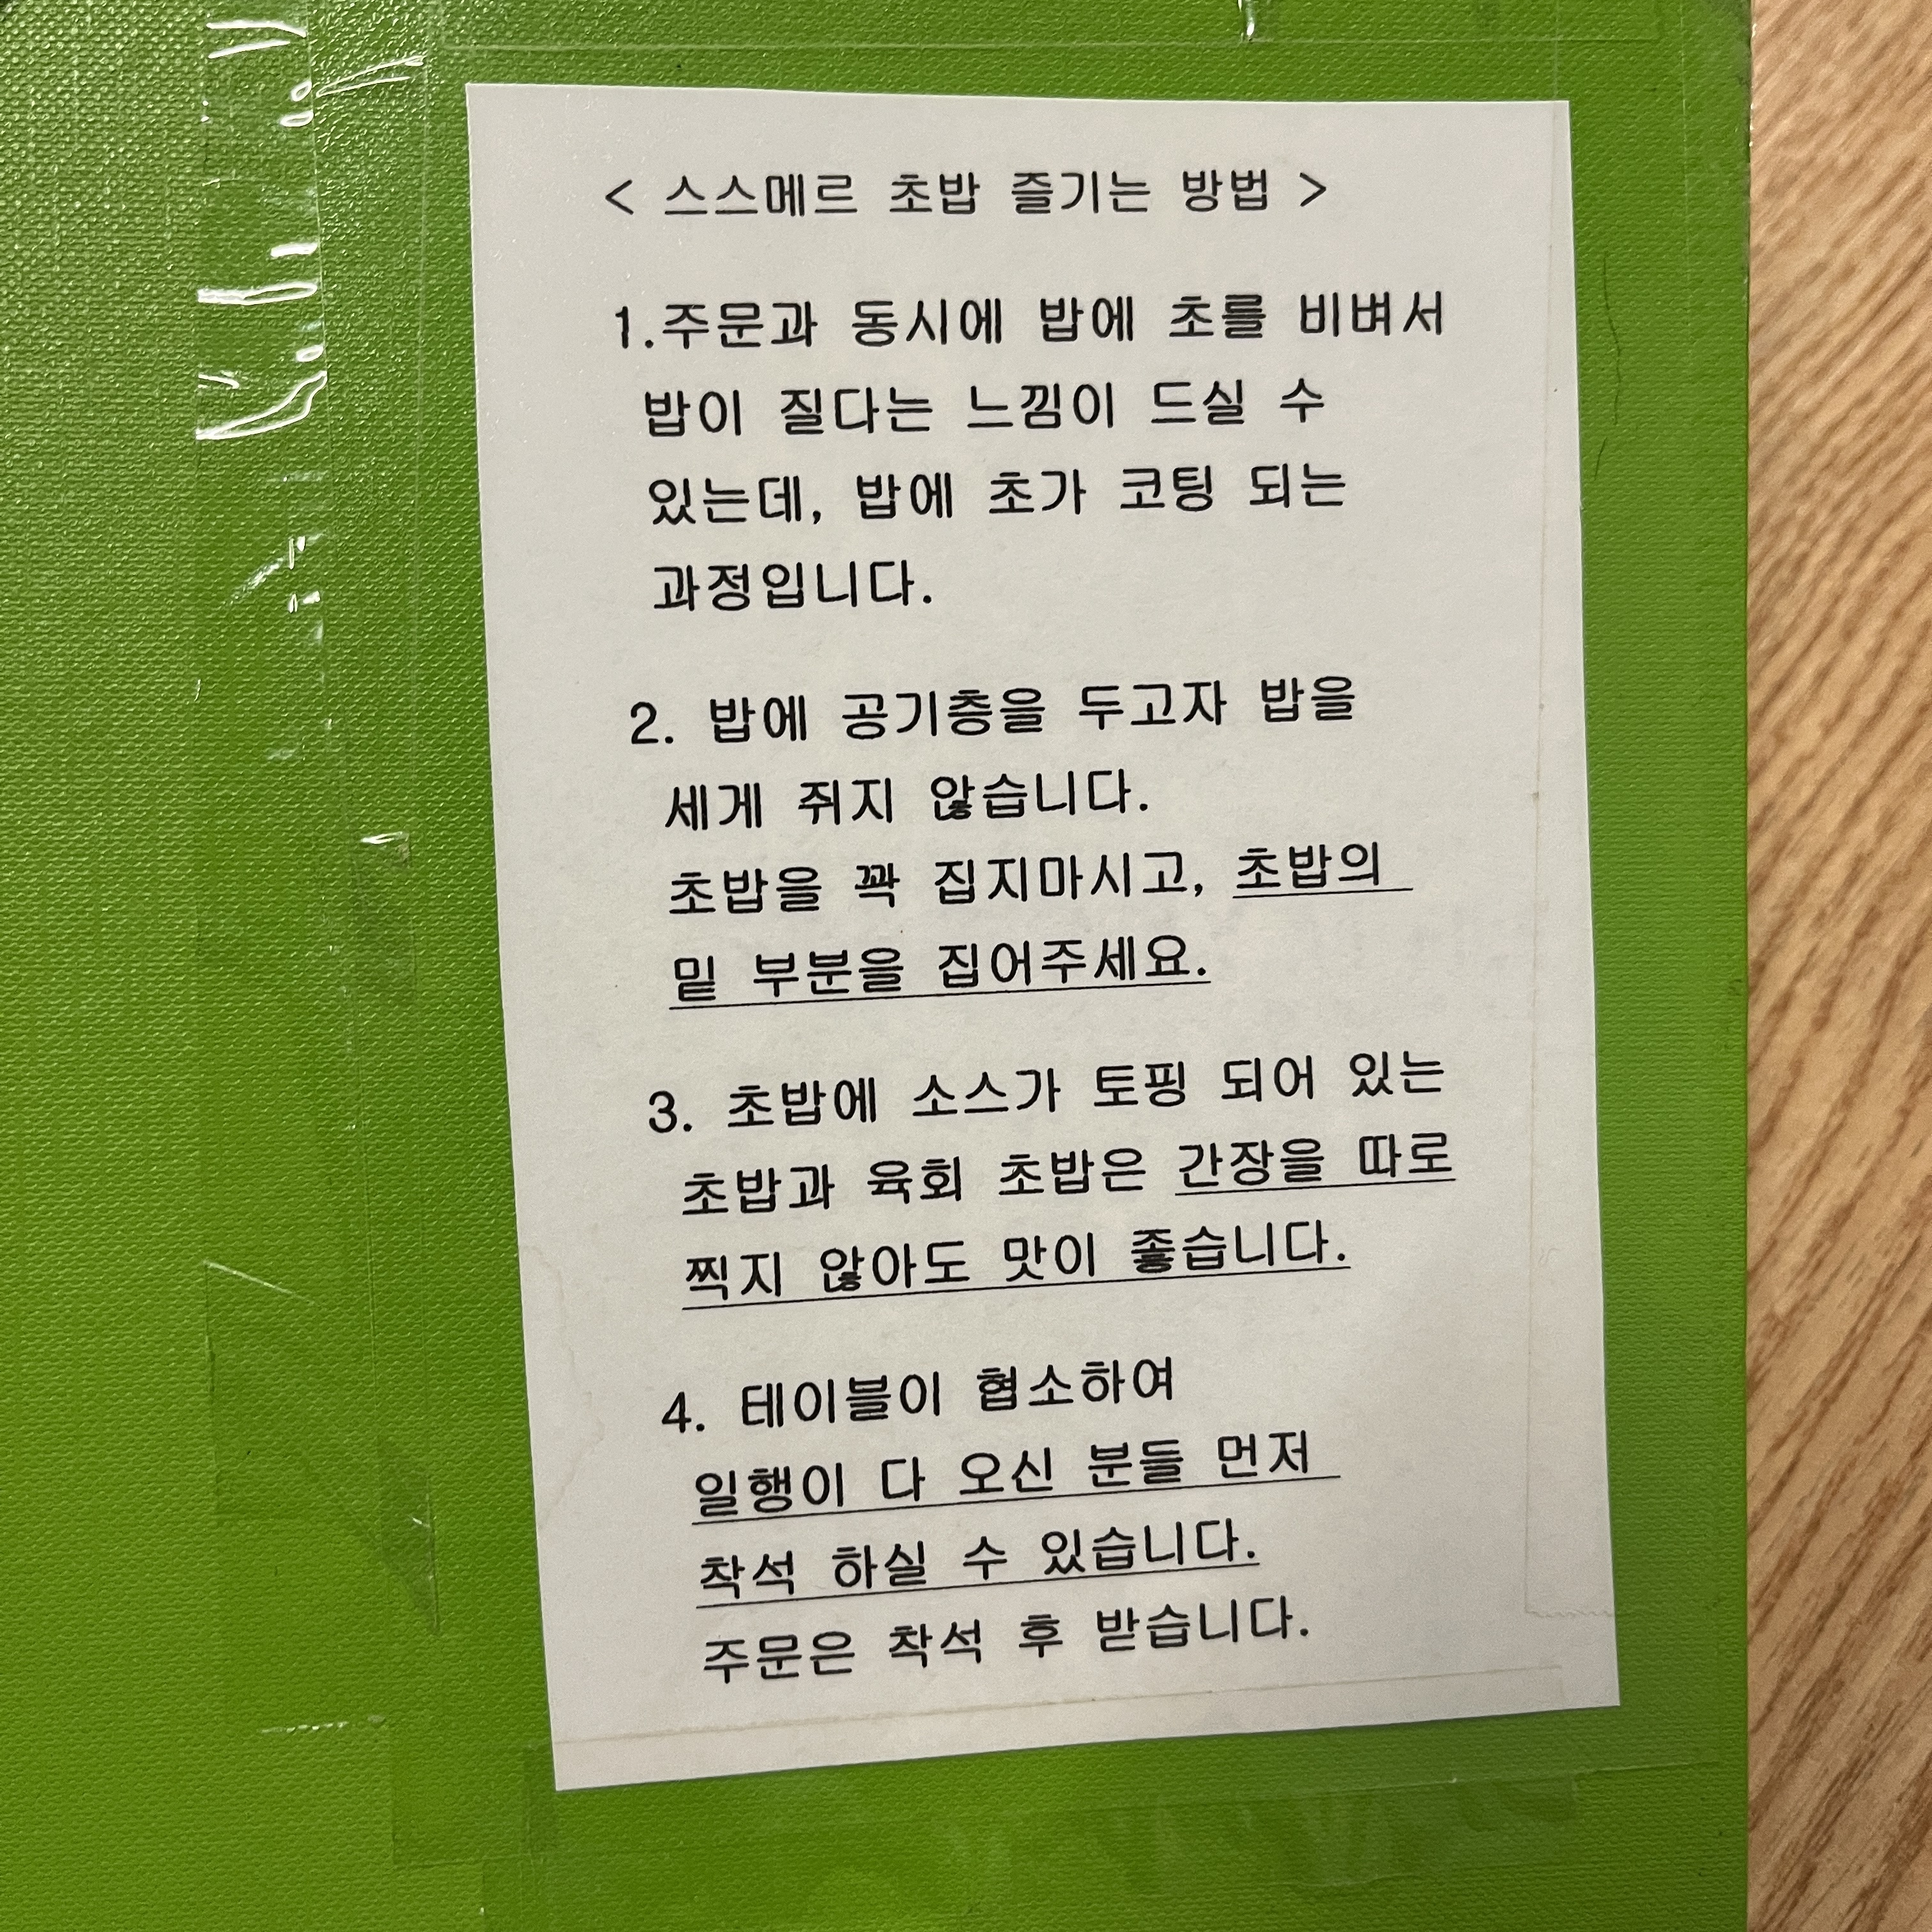 < 스스메르 초밥 즐기는 방법 >
1.주문과 동시에 밥에 초를 비벼서
밥이 질다는 느낌이 드실 수
있는데, 밥에 초가 코팅 되는
과정입니다.
2. 밥에 공기층을 두고자 밥을
세게 쥐지 않습니다.
초밥을 꽉 집지마시고, 초밥의
밑 부분을 집어주세요.
3. 초밥에 소스가 토핑 되어 있는
초밥과 육회 초밥은 간장을 따로
찍지 않아도 맛이 좋습니다.
4. 테이블이 협소하여
일행이 다 오신 분들 먼저
착석 하실 수 있습니다.
주문은 착석 후 받습니다.